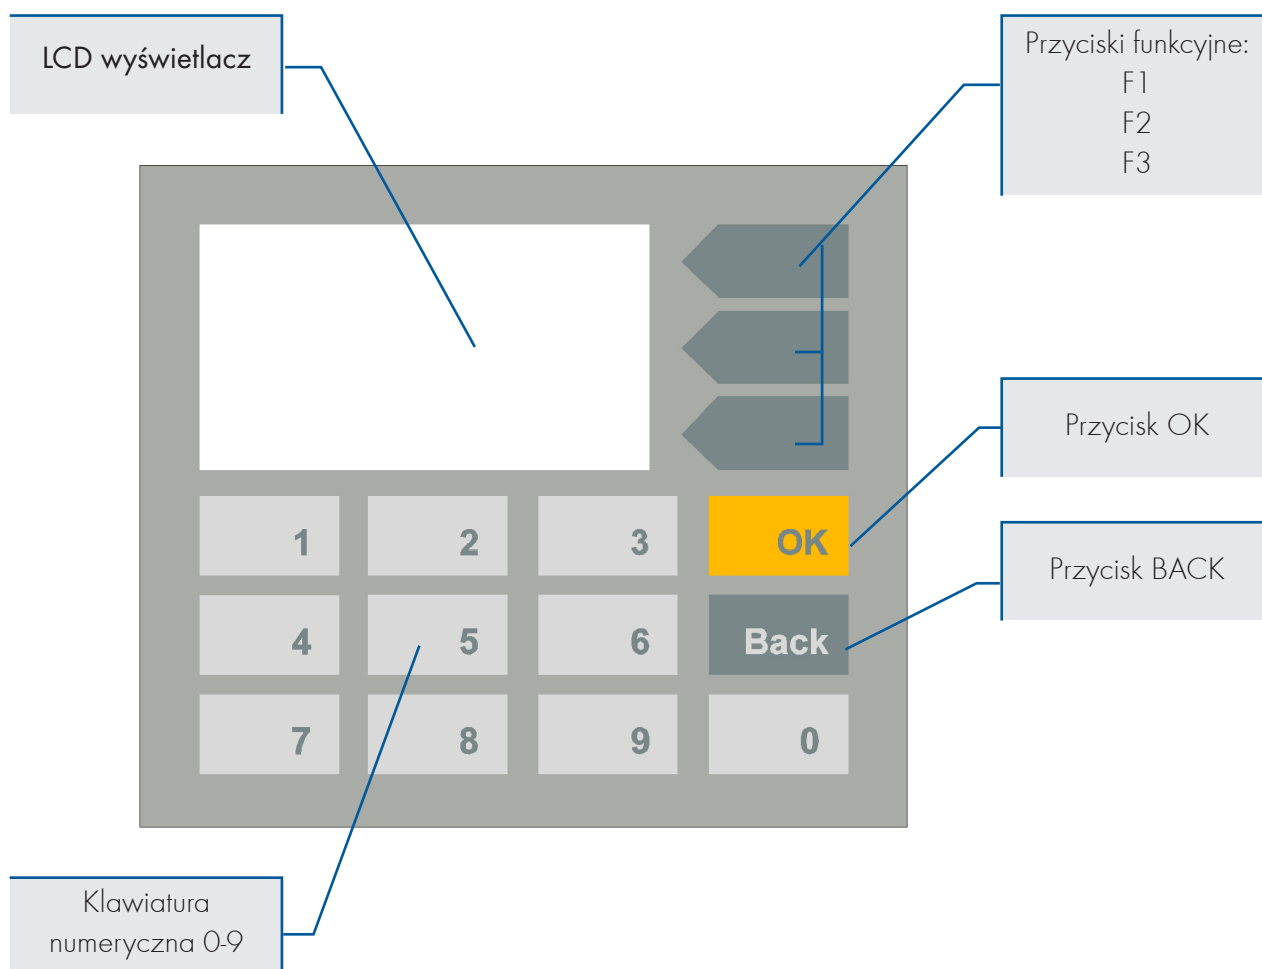 LCD wyświetlacz
Przyciski funkcyjne:
F1
F2
F3
Przycisk OK
1 2 3 OK
Przycisk BACK
4 5 6 Back
7 8 9 0
Klawiatura
numeryczna 0-9